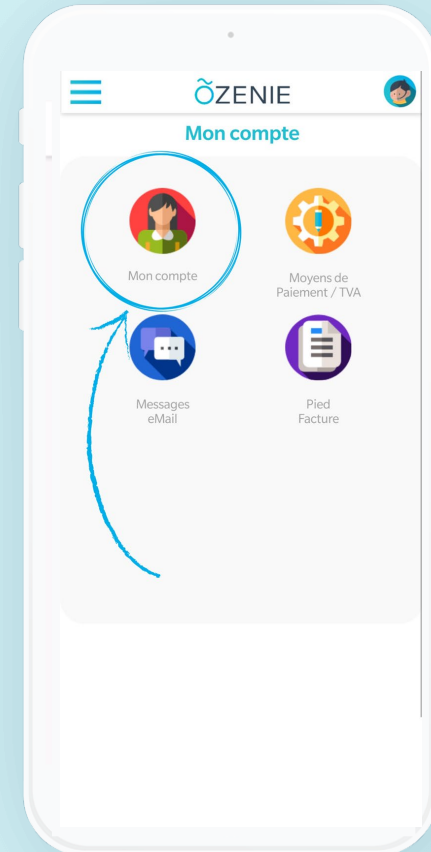 ÕZENIE
Mon compte
Mon compte
Moyens de
Paiement / TVA
Messages
eMail
Pied
Facture